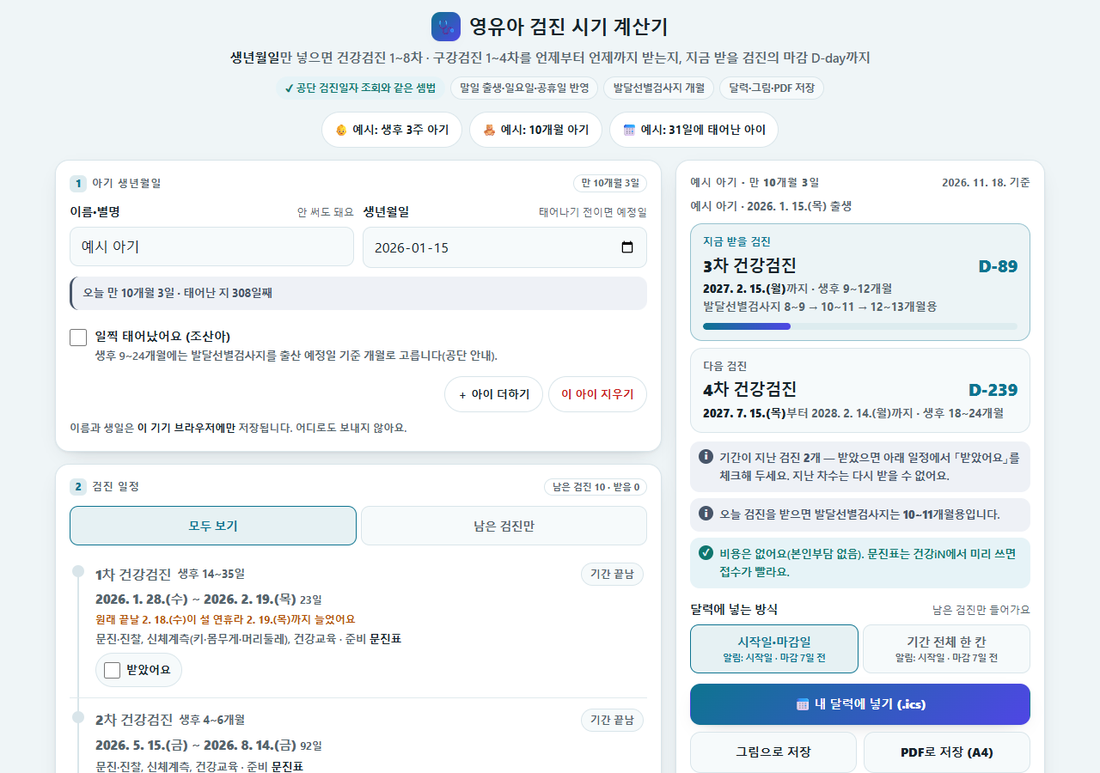 영유아 검진 시기 계산기
생년월일만 넣으면 건강검진 1~8차 · 구강검진 1~4차를 언제부터 언제까지 받는지, 지금 받을 검진의 마감 D-day까지
✓ 공단 검진일자 조회와 같은 셈법
말일 출생·일요일·공휴일 반영
발달선별검사지 개월
달력·그림·PDF 저장
예시: 생후 3주 아기
예시: 10개월 아기
예시: 31일에 태어난 아이
1 아기 생년월일
만 10개월 3일
이름·별명
안 써도 돼요
생년월일
태어나기 전이면 예정일
예시 아기
2026-01-15
오늘 만 10개월 3일 · 태어난 지 308일째
일찍 태어났어요 (조산아)
생후 9~24개월에는 발달선별검사지를 출산 예정일 기준 개월로 고릅니다(공단 안내).
+ 아이 더하기
이 아이 지우기
이름과 생일은 이 기기 브라우저에만 저장됩니다. 어디로도 보내지 않아요.
2 검진 일정
남은 검진 10 · 받음 0
모두 보기
남은 검진만
1차 건강검진 생후 14~35일
기간 끝남
2026. 1. 28.(수) ~ 2026. 2. 19.(목) 23일
원래 끝날 2. 18.(수)이 설 연휴라 2. 19.(목)까지 늘었어요
문진·진찰, 신체계측(키·몸무게·머리둘레), 건강교육 · 준비 문진표
받았어요
2차 건강검진 생후 4~6개월
기간 끝남
2026. 5. 15.(금) ~ 2026. 8. 14.(금) 92일
문진·진찰, 신체계측, 건강교육 · 준비 문진표
예시 아기 · 만 10개월 3일
2026. 11. 18. 기준
예시 아기 · 2026. 1. 15.(목) 출생
지금 받을 검진
3차 건강검진
D-89
2027. 2. 15.(월)까지 · 생후 9~12개월
발달선별검사지 8~9 → 10~11 → 12~13개월용
다음 검진
4차 건강검진
D-239
2027. 7. 15.(목)부터 2028. 2. 14.(월)까지 · 생후 18~24개월
기간이 지난 검진 2개 — 받았으면 아래 일정에서 「받았어요」를
체크해 두세요. 지난 차수는 다시 받을 수 없어요.
오늘 검진을 받으면 발달선별검사지는 10~11개월용입니다.
비용은 없어요(본인부담 없음). 문진표는 건강iN에서 미리 쓰면
접수가 빨라요.
달력에 넣는 방식
남은 검진만 들어가요
시작일·마감일
알림: 시작일 · 마감 7일 전
기간 전체 한 칸
알림: 시작일 · 마감 7일 전
내 달력에 넣기 (.ics)
그림으로 저장
PDF로 저장 (A4)